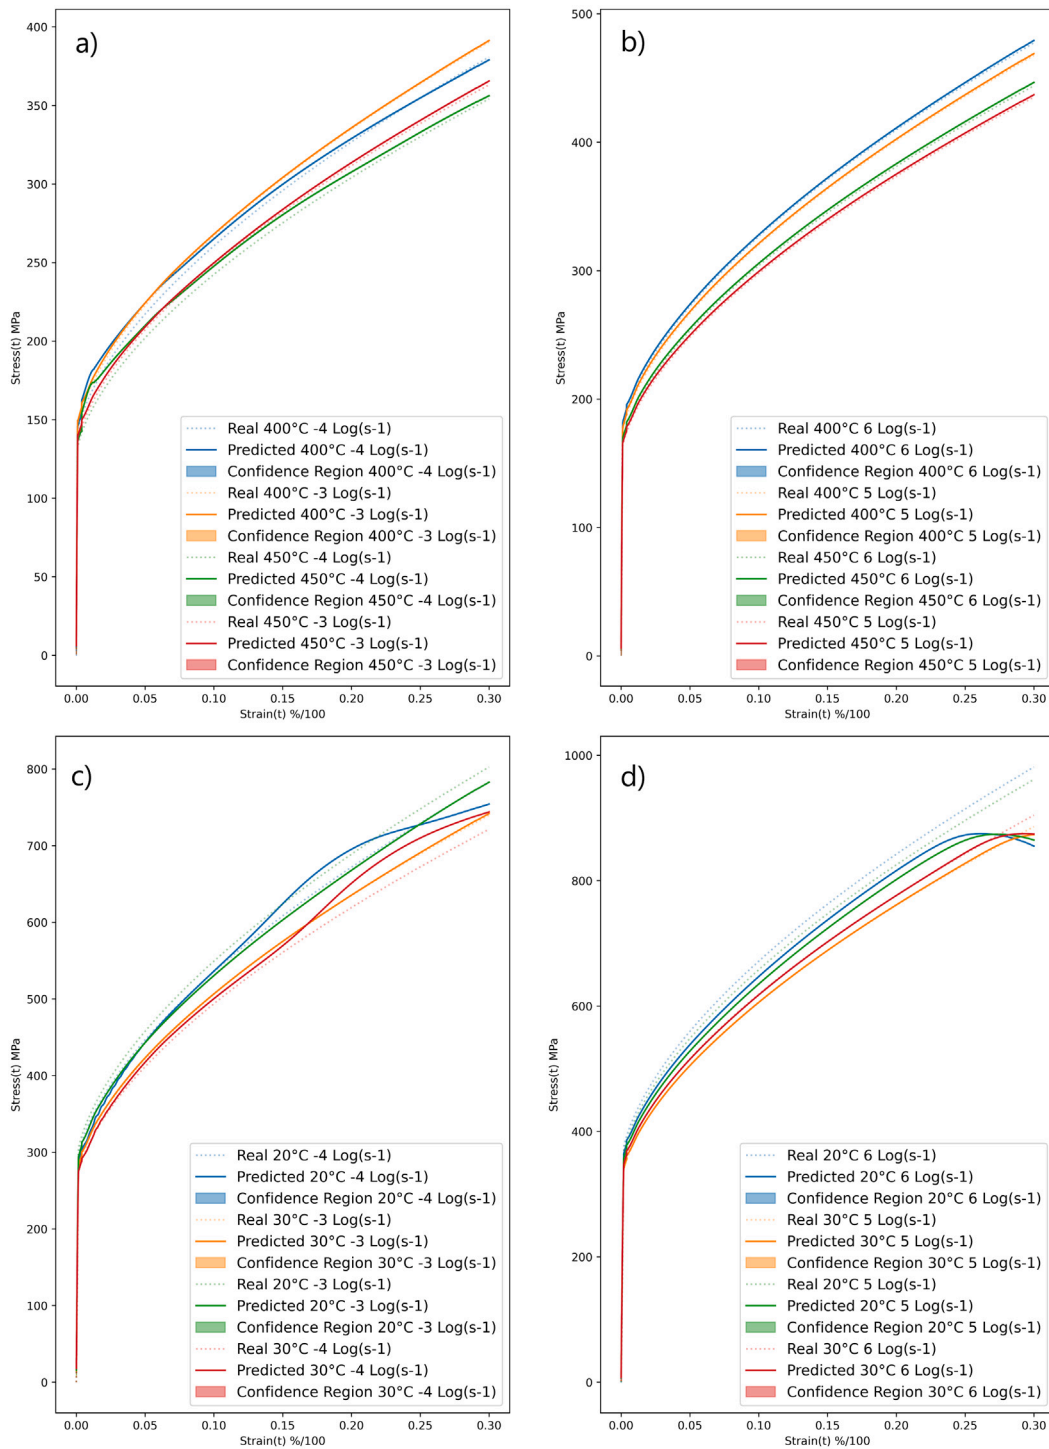 a)
400
350
300
250
200
150
100
50
0
Stress(t) MPa
Real 400°C -4 Log(s-1)
Predicted 400°C -4 Log(s-1)
Confidence Region 400°C -4 Log(s-1)
Real 400°C -3 Log(s-1)
Predicted 400°C -3 Log(s-1)
Confidence Region 400°C -3 Log(s-1)
Real 450°C -4 Log(s-1)
Predicted 450°C -4 Log(s-1)
Confidence Region 450°C -4 Log(s-1)
Real 450°C -3 Log(s-1)
Predicted 450°C -3 Log(s-1)
Confidence Region 450°C -3 Log(s-1)
0.00 0.05 0.10 0.15 0.20 0.25 0.30
Strain(t) %/100
b)
500
400
300
200
100
0
Stress(t) MPa
Real 400°C 6 Log(s-1)
Predicted 400°C 6 Log(s-1)
Confidence Region 400°C 6 Log(s-1)
Real 400°C 5 Log(s-1)
Predicted 400°C 5 Log(s-1)
Confidence Region 400°C 5 Log(s-1)
Real 450°C 6 Log(s-1)
Predicted 450°C 6 Log(s-1)
Confidence Region 450°C 6 Log(s-1)
Real 450°C 5 Log(s-1)
Predicted 450°C 5 Log(s-1)
Confidence Region 450°C 5 Log(s-1)
0.00 0.05 0.10 0.15 0.20 0.25 0.30
Strain(t) %/100
c)
800
700
600
500
400
300
200
100
0
Stress(t) MPa
Real 20°C -4 Log(s-1)
Predicted 20°C -4 Log(s-1)
Confidence Region 20°C -4 Log(s-1)
Real 30°C -3 Log(s-1)
Predicted 30°C -3 Log(s-1)
Confidence Region 30°C -3 Log(s-1)
Real 20°C -3 Log(s-1)
Predicted 20°C -3 Log(s-1)
Confidence Region 20°C -3 Log(s-1)
Real 30°C -4 Log(s-1)
Predicted 30°C -4 Log(s-1)
Confidence Region 30°C -4 Log(s-1)
0.00 0.05 0.10 0.15 0.20 0.25 0.30
Strain(t) %/100
d)
1000
800
600
400
200
0
Stress(t) MPa
Real 20°C 6 Log(s-1)
Predicted 20°C 6 Log(s-1)
Confidence Region 20°C 6 Log(s-1)
Real 30°C 5 Log(s-1)
Predicted 30°C 5 Log(s-1)
Confidence Region 30°C 5 Log(s-1)
Real 20°C 5 Log(s-1)
Predicted 20°C 5 Log(s-1)
Confidence Region 20°C 5 Log(s-1)
Real 30°C 6 Log(s-1)
Predicted 30°C 6 Log(s-1)
Confidence Region 30°C 6 Log(s-1)
0.00 0.05 0.10 0.15 0.20 0.25 0.30
Strain(t) %/100